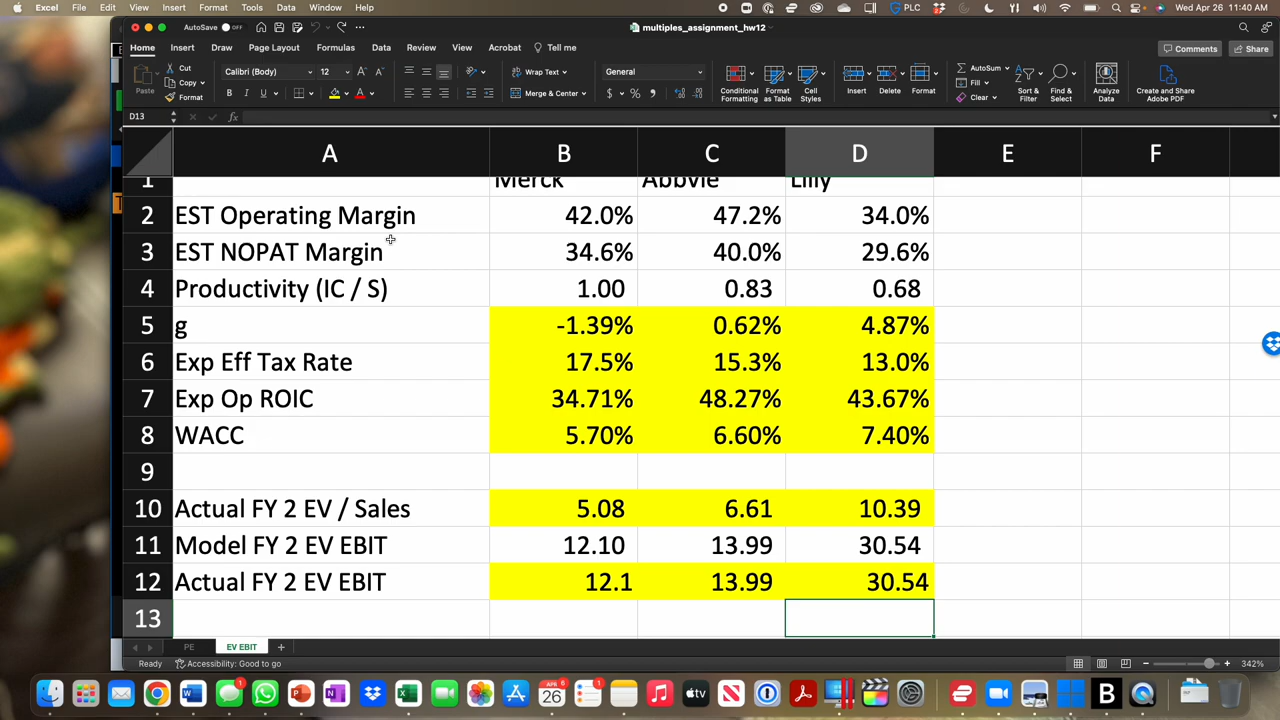 Excel File Edit View Insert Format Tools Data Window Help PLC Wed Apr 26 11:40 AM
AutoSave OFF multiples_assignment_hw12
Home Insert Draw Page Layout Formulas Data Review View Acrobat Tell me Comments Share
Paste Cut Copy Format Calibri (Body) 12 Wrap Text Merge & Center General Conditional Formatting Format as Table Cell Styles Insert Delete Format AutoSum Fill Clear Sort & Filter Find & Select Analyze Data Create and Share Adobe PDF
D13 fx
A B C D E F
1 Merck Abbvie Lilly
2 EST Operating Margin 42.0% 47.2% 34.0%
3 EST NOPAT Margin 34.6% 40.0% 29.6%
4 Productivity (IC / S) 1.00 0.83 0.68
5 g -1.39% 0.62% 4.87%
6 Exp Eff Tax Rate 17.5% 15.3% 13.0%
7 Exp Op ROIC 34.71% 48.27% 43.67%
8 WACC 5.70% 6.60% 7.40%
9
10 Actual FY 2 EV / Sales 5.08 6.61 10.39
11 Model FY 2 EV EBIT 12.10 13.99 30.54
12 Actual FY 2 EV EBIT 12.1 13.99 30.54
13
PE EV EBIT
Ready Accessibility: Good to go 342%